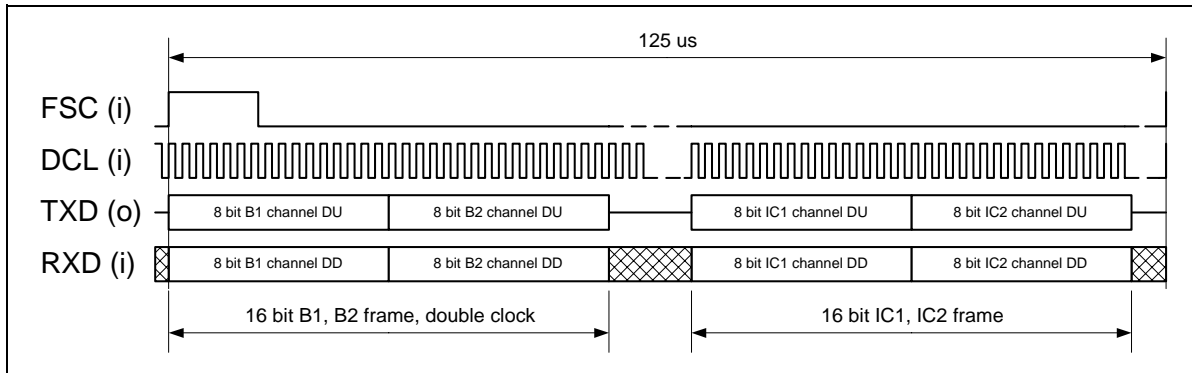 125 us
FSC (i)
DCL (i)
TXD (o)
8 bit B1 channel DU
8 bit B2 channel DU
8 bit IC1 channel DU
8 bit IC2 channel DU
RXD (i)
8 bit B1 channel DD
8 bit B2 channel DD
8 bit IC1 channel DD
8 bit IC2 channel DD
16 bit B1, B2 frame, double clock
16 bit IC1, IC2 frame